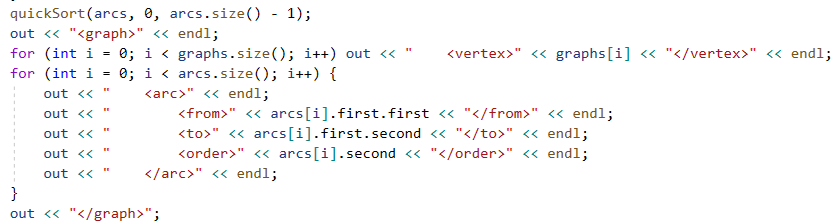 quickSort(arcs, 0, arcs.size() - 1);
out << "<graph>" << endl;
for (int i = 0; i < graphs.size(); i++) out << "    <vertex>" << graphs[i] << "</vertex>" << endl;
for (int i = 0; i < arcs.size(); i++) {
    out << "    <arc>" << endl;
    out << "        <from>" << arcs[i].first.first << "</from>" << endl;
    out << "        <to>" << arcs[i].first.second << "</to>" << endl;
    out << "        <order>" << arcs[i].second << "</order>" << endl;
    out << "    </arc>" << endl;
}
out << "</graph>";